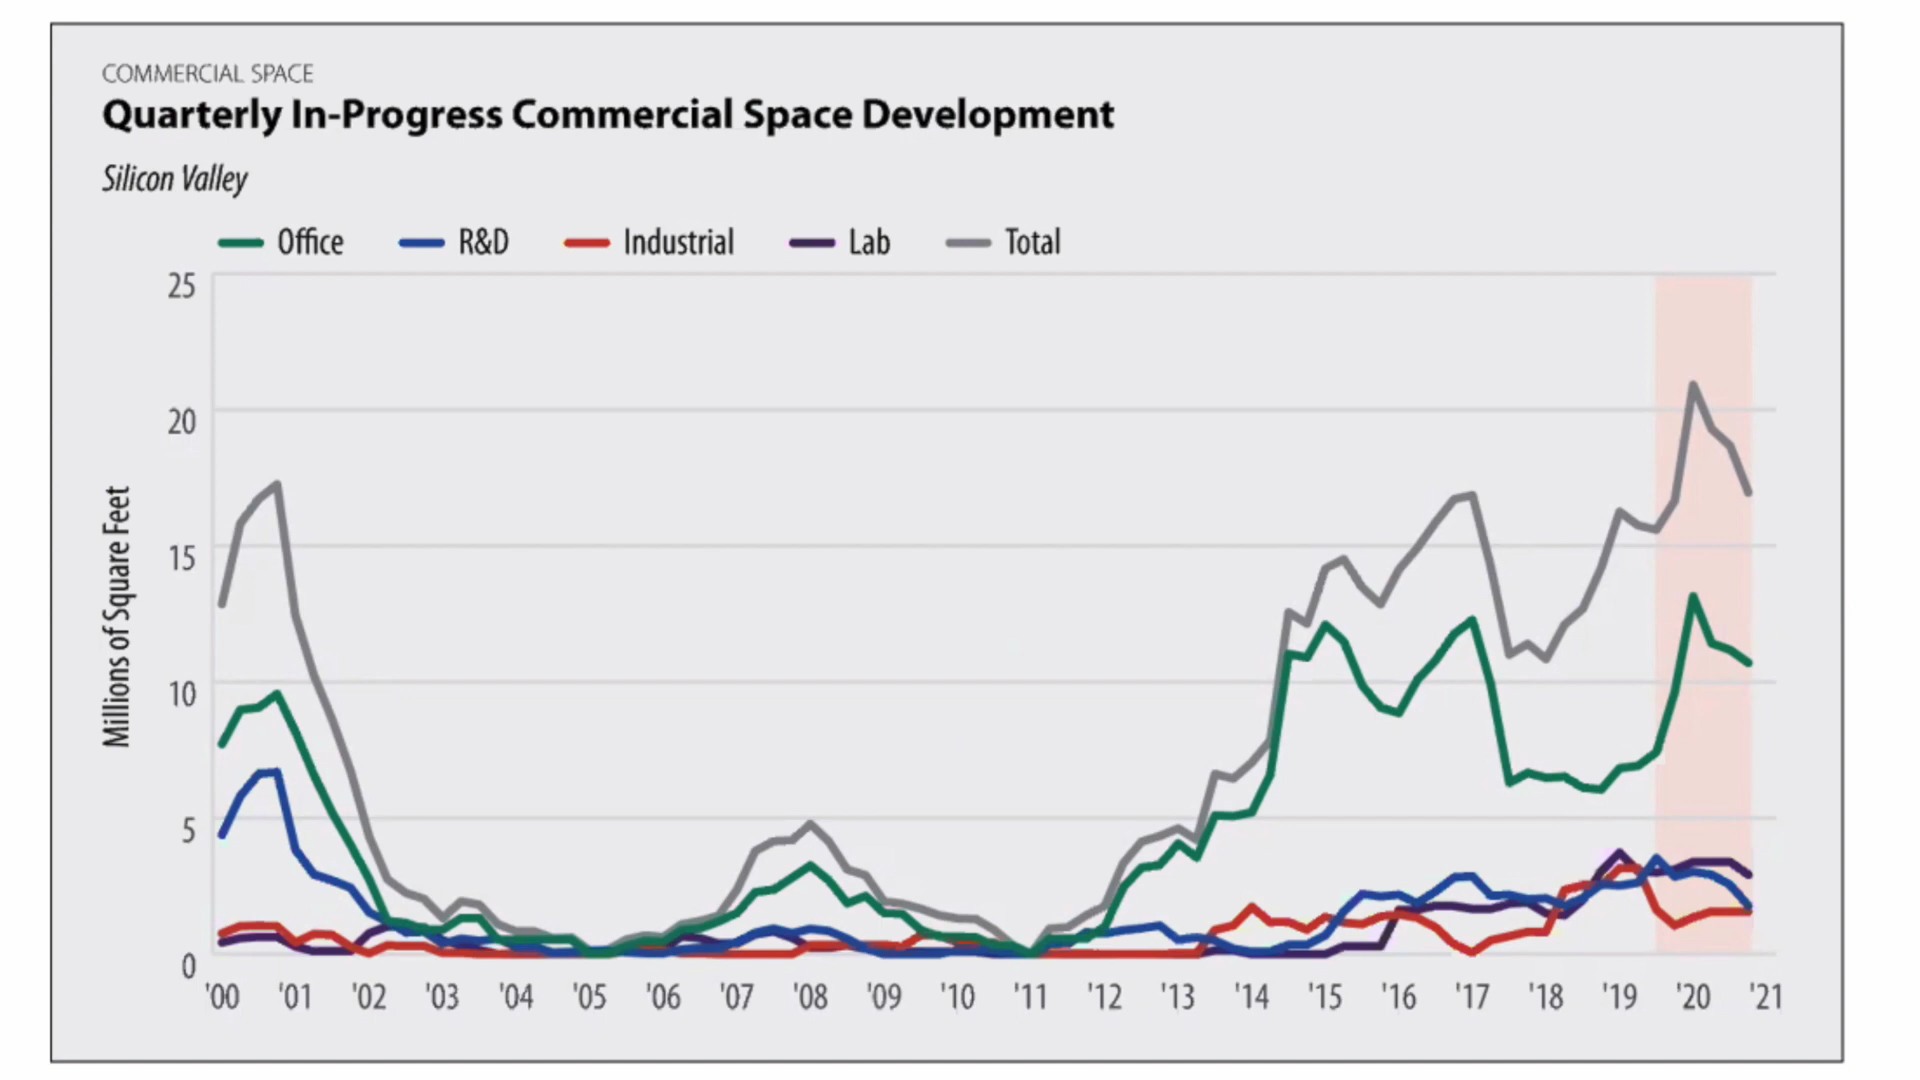 COMMERCIAL SPACE
Quarterly In-Progress Commercial Space Development
Silicon Valley
Office R&D Industrial Lab Total
Millions of Square Feet
25
20
15
10
5
0
'00 '01 '02 '03 '04 '05 '06 '07 '08 '09 '10 '11 '12 '13 '14 '15 '16 '17 '18 '19 '20 '21